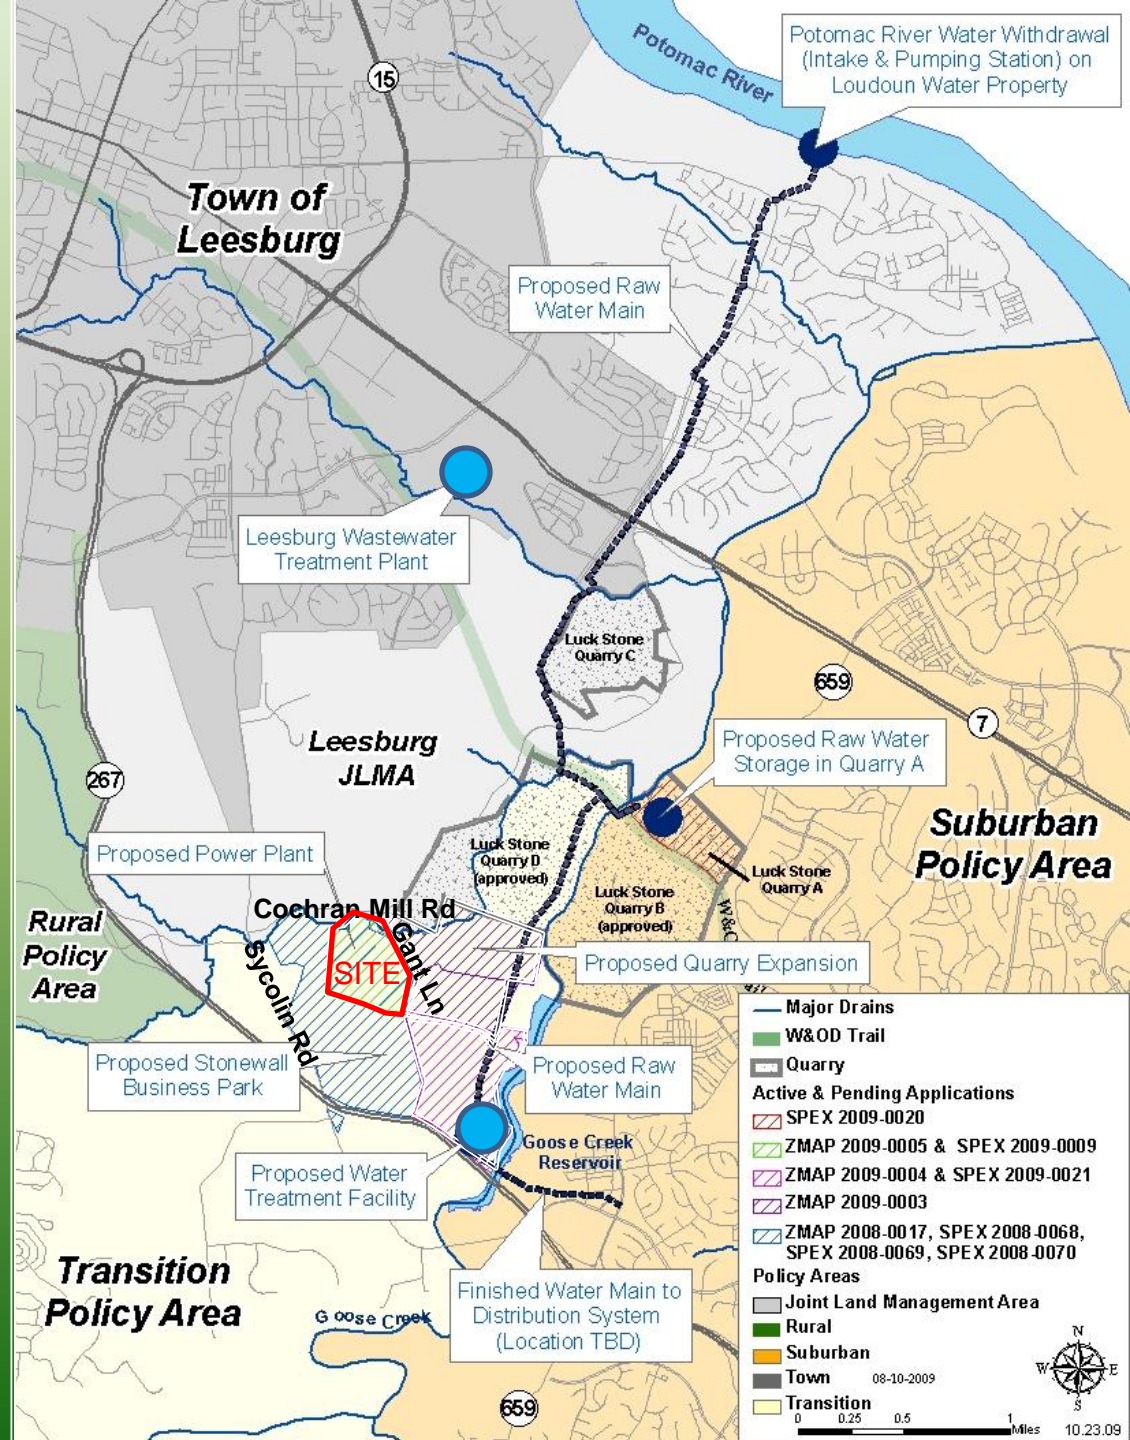 Potomac River
Potomac River Water Withdrawal
(Intake & Pumping Station) on
Loudoun Water Property
15
Town of
Leesburg
Proposed Raw
Water Main
Leesburg Wastewater
Treatment Plant
Luck Stone
Quarry C
659
7
Leesburg
JLMA
Proposed Raw Water
Storage in Quarry A
267
Suburban
Policy Area
Proposed Power Plant
Luck Stone
Quarry D
(approved)
Luck Stone
Quarry A
Luck Stone
Quarry B
(approved)
Cochran Mill Rd
Gant Ln
Sycolin Rd
SITE
Rural
Policy
Area
Proposed Quarry Expansion
Proposed Stonewall
Business Park
Proposed Raw
Water Main
Goose Creek
Reservoir
Proposed Water
Treatment Facility
Transition
Policy Area
Finished Water Main to
Distribution System
(Location TBD)
Goose Creek
659
Major Drains
W&OD Trail
Quarry
Active & Pending Applications
SPEX 2009-0020
ZMAP 2009-0005 & SPEX 2009-0009
ZMAP 2009-0004 & SPEX 2009-0021
ZMAP 2009-0003
ZMAP 2008-0017, SPEX 2008-0068,
SPEX 2008-0069, SPEX 2008-0070
Policy Areas
Joint Land Management Area
Rural
Suburban
Town 08-10-2009
Transition
N
W E
S
0 0.25 0.5 1
Miles 10.23.09